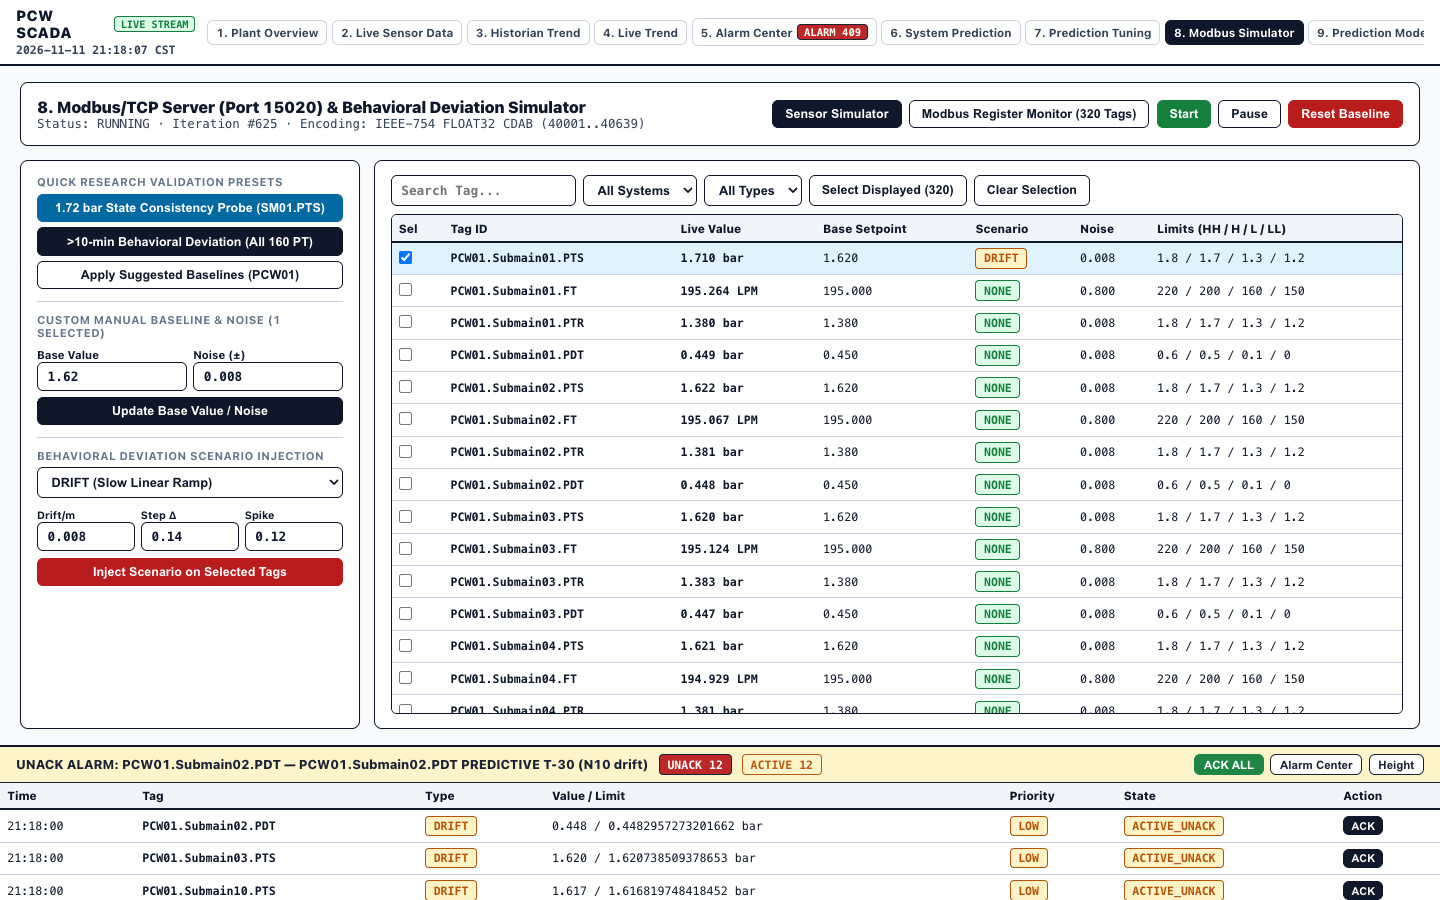 PCW SCADA
LIVE STREAM
2026-11-11 21:18:07 CST
1. Plant Overview
2. Live Sensor Data
3. Historian Trend
4. Live Trend
5. Alarm Center ALARM 409
6. System Prediction
7. Prediction Tuning
8. Modbus Simulator
9. Prediction Mode
8. Modbus/TCP Server (Port 15020) & Behavioral Deviation Simulator
Status: RUNNING · Iteration #625 · Encoding: IEEE-754 FLOAT32 CDAB (40001..40639)
Sensor Simulator
Modbus Register Monitor (320 Tags)
Start
Pause
Reset Baseline
QUICK RESEARCH VALIDATION PRESETS
1.72 bar State Consistency Probe (SM01.PTS)
>10-min Behavioral Deviation (All 160 PT)
Apply Suggested Baselines (PCW01)
CUSTOM MANUAL BASELINE & NOISE (1
SELECTED)
Base Value Noise (±)
1.62 0.008
Update Base Value / Noise
BEHAVIORAL DEVIATION SCENARIO INJECTION
DRIFT (Slow Linear Ramp)
Drift/m Step Δ Spike
0.008 0.14 0.12
Inject Scenario on Selected Tags
Search Tag... All Systems All Types Select Displayed (320) Clear Selection
Sel Tag ID Live Value Base Setpoint Scenario Noise Limits (HH / H / L / LL)
PCW01.Submain01.PTS 1.710 bar 1.620 DRIFT 0.008 1.8 / 1.7 / 1.3 / 1.2
PCW01.Submain01.FT 195.264 LPM 195.000 NONE 0.800 220 / 200 / 160 / 150
PCW01.Submain01.PTR 1.380 bar 1.380 NONE 0.008 1.8 / 1.7 / 1.3 / 1.2
PCW01.Submain01.PDT 0.449 bar 0.450 NONE 0.008 0.6 / 0.5 / 0.1 / 0
PCW01.Submain02.PTS 1.622 bar 1.620 NONE 0.008 1.8 / 1.7 / 1.3 / 1.2
PCW01.Submain02.FT 195.067 LPM 195.000 NONE 0.800 220 / 200 / 160 / 150
PCW01.Submain02.PTR 1.381 bar 1.380 NONE 0.008 1.8 / 1.7 / 1.3 / 1.2
PCW01.Submain02.PDT 0.448 bar 0.450 NONE 0.008 0.6 / 0.5 / 0.1 / 0
PCW01.Submain03.PTS 1.620 bar 1.620 NONE 0.008 1.8 / 1.7 / 1.3 / 1.2
PCW01.Submain03.FT 195.124 LPM 195.000 NONE 0.800 220 / 200 / 160 / 150
PCW01.Submain03.PTR 1.383 bar 1.380 NONE 0.008 1.8 / 1.7 / 1.3 / 1.2
PCW01.Submain03.PDT 0.447 bar 0.450 NONE 0.008 0.6 / 0.5 / 0.1 / 0
PCW01.Submain04.PTS 1.621 bar 1.620 NONE 0.008 1.8 / 1.7 / 1.3 / 1.2
PCW01.Submain04.FT 194.929 LPM 195.000 NONE 0.800 220 / 200 / 160 / 150
PCW01.Submain04.PTR 1.381 bar 1.380 NONE 0.008 1.8 / 1.7 / 1.3 / 1.2
UNACK ALARM: PCW01.Submain02.PDT — PCW01.Submain02.PDT PREDICTIVE T-30 (N10 drift) UNACK 12 ACTIVE 12 ACK ALL Alarm Center Height
Time Tag Type Value / Limit Priority State Action
21:18:00 PCW01.Submain02.PDT DRIFT 0.448 / 0.4482957273201662 bar LOW ACTIVE_UNACK ACK
21:18:00 PCW01.Submain03.PTS DRIFT 1.620 / 1.620738509378653 bar LOW ACTIVE_UNACK ACK
21:18:00 PCW01.Submain10.PTS DRIFT 1.617 / 1.616819748418452 bar LOW ACTIVE_UNACK ACK